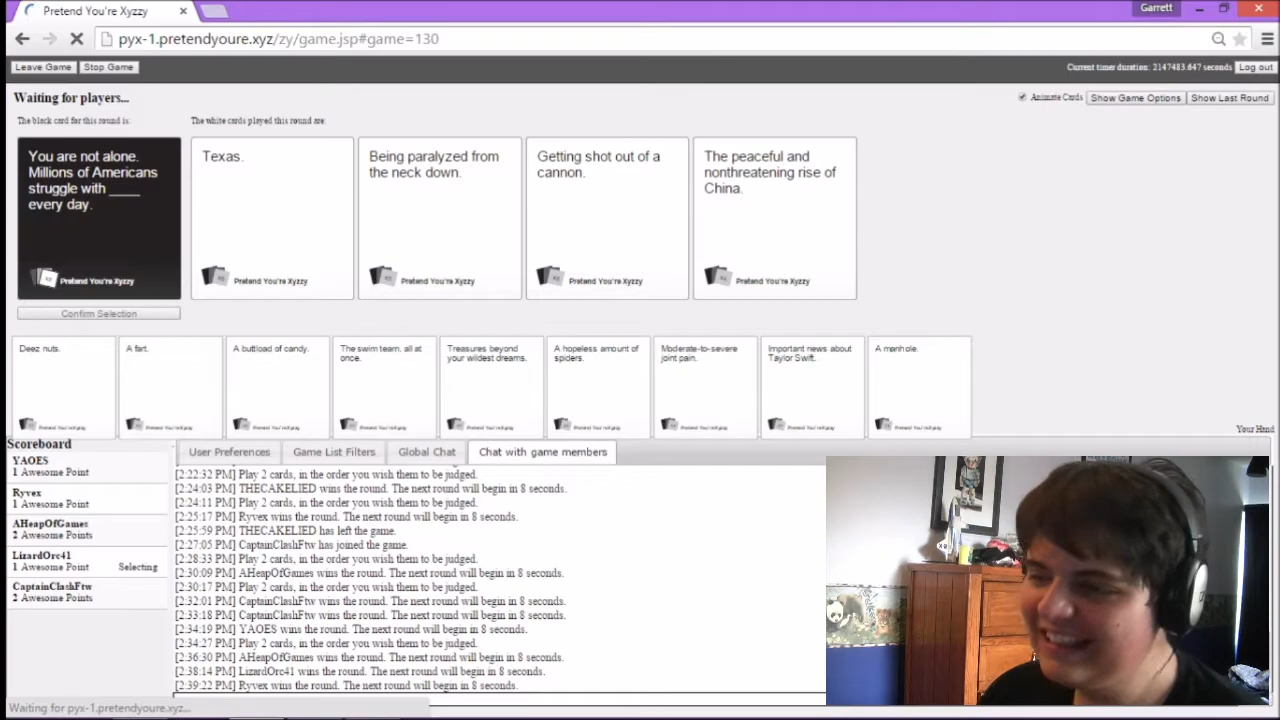 Pretend You're Xyzzy
Garrett
pyx-1.pretendyoure.xyz/zy/game.jsp#game=130
Leave Game Stop Game
Current timer duration: 2147483.647 seconds Log out
Waiting for players...
Animate Cards Show Game Options Show Last Round
The black card for this round is:
The white cards played this round are:
You are not alone.
Millions of Americans
struggle with ____
every day.
Pretend You're Xyzzy
Texas.
Pretend You're Xyzzy
Being paralyzed from
the neck down.
Pretend You're Xyzzy
Getting shot out of a
cannon.
Pretend You're Xyzzy
The peaceful and
nonthreatening rise of
China.
Pretend You're Xyzzy
Confirm Selection
Deez nuts.
A fart.
A buttload of candy.
The swim team, all at
once.
Treasures beyond
your wildest dreams.
A hopeless amount of
spiders.
Moderate-to-severe
joint pain.
Important news about
Taylor Swift.
A manhole.
Your Hand
Scoreboard
YAOES
1 Awesome Point
Ryvex
1 Awesome Point
AHeapOfGames
2 Awesome Points
LizardOrc41
1 Awesome Point Selecting
CaptainClashFtw
2 Awesome Points
User Preferences Game List Filters Global Chat Chat with game members
[2:22:32 PM] Play 2 cards, in the order you wish them to be judged.
[2:24:03 PM] THECAKELIED wins the round. The next round will begin in 8 seconds.
[2:24:11 PM] Play 2 cards, in the order you wish them to be judged.
[2:25:17 PM] Ryvex wins the round. The next round will begin in 8 seconds.
[2:25:59 PM] THECAKELIED has left the game.
[2:27:05 PM] CaptainClashFtw has joined the game.
[2:28:33 PM] Play 2 cards, in the order you wish them to be judged.
[2:30:09 PM] AHeapOfGames wins the round. The next round will begin in 8 seconds.
[2:30:17 PM] Play 2 cards, in the order you wish them to be judged.
[2:32:01 PM] CaptainClashFtw wins the round. The next round will begin in 8 seconds.
[2:33:18 PM] CaptainClashFtw wins the round. The next round will begin in 8 seconds.
[2:34:19 PM] YAOES wins the round. The next round will begin in 8 seconds.
[2:34:27 PM] Play 2 cards, in the order you wish them to be judged.
[2:36:30 PM] AHeapOfGames wins the round. The next round will begin in 8 seconds.
[2:38:14 PM] LizardOrc41 wins the round. The next round will begin in 8 seconds.
[2:39:22 PM] Ryvex wins the round. The next round will begin in 8 seconds.
Waiting for pyx-1.pretendyoure.xyz...